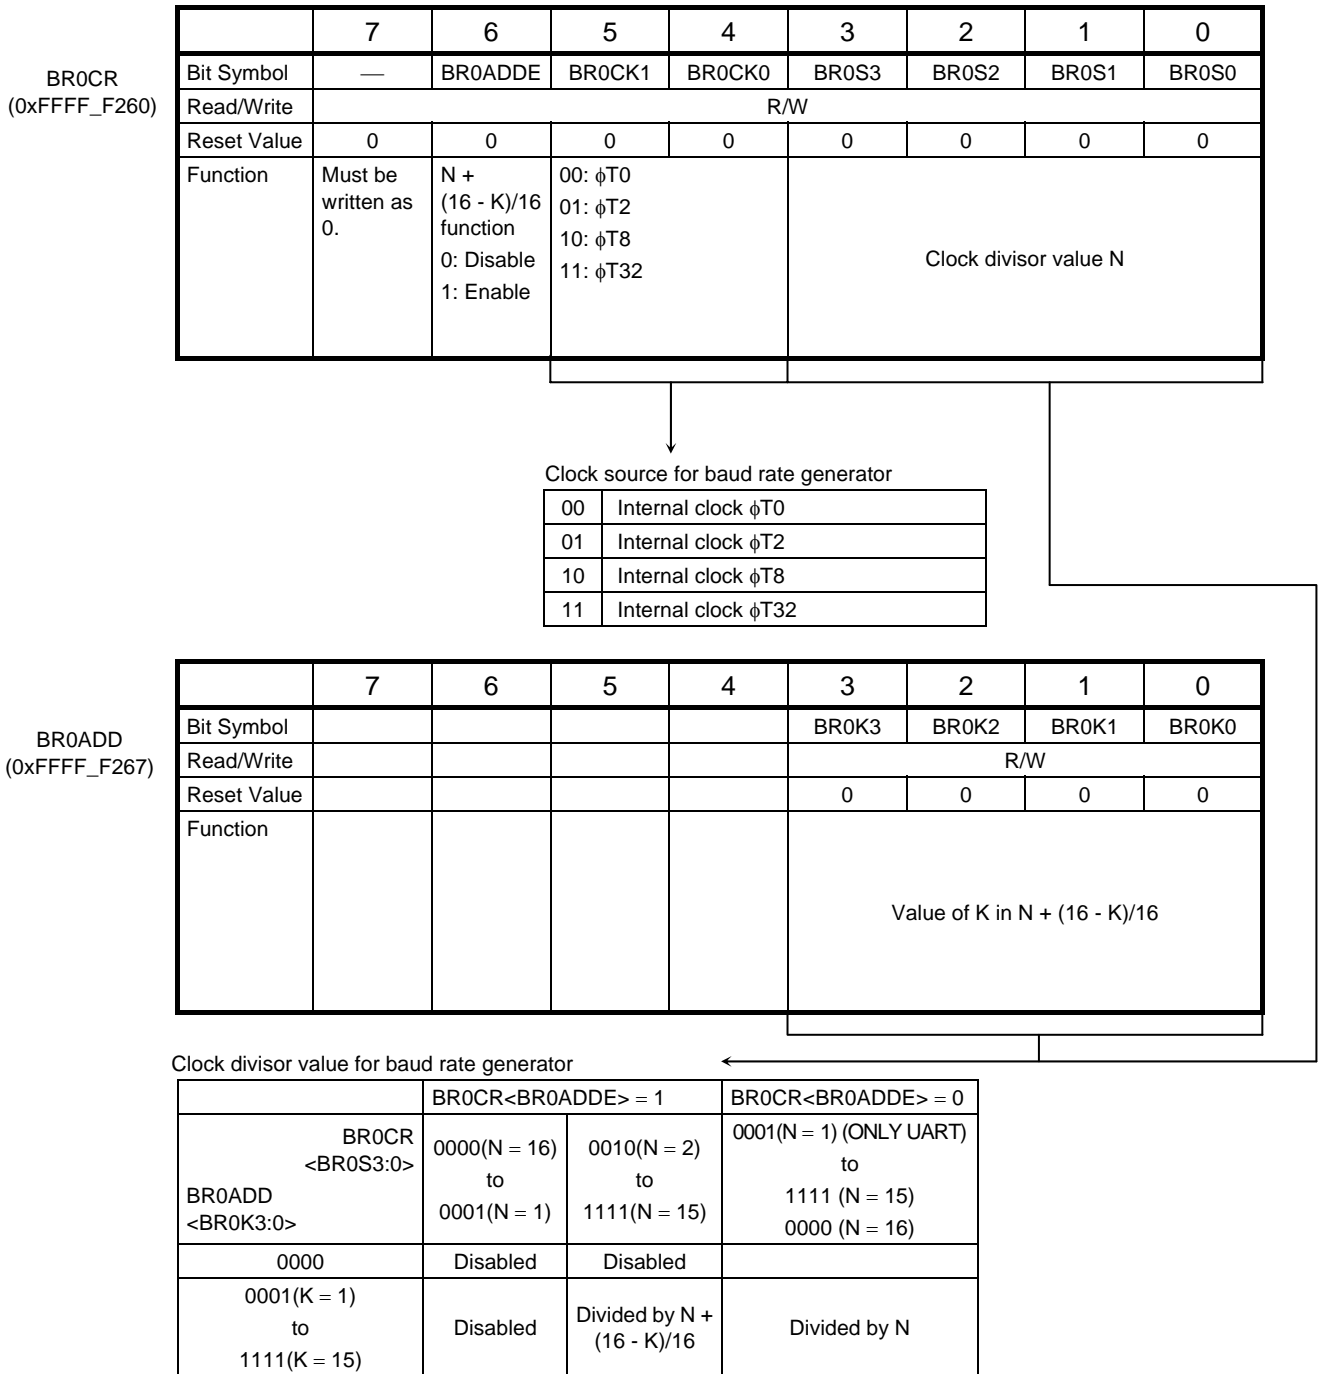 7 6 5 4 3 2 1 0
BR0CR
(0xFFFF_F260)
Bit Symbol — BR0ADDE BR0CK1 BR0CK0 BR0S3 BR0S2 BR0S1 BR0S0
Read/Write R/W
Reset Value 0 0 0 0 0 0 0 0
Function
Must be
written as
0.
N +
(16 - K)/16
function
0: Disable
1: Enable
00: ϕT0
01: ϕT2
10: ϕT8
11: ϕT32
Clock divisor value N
Clock source for baud rate generator
00 Internal clock ϕT0
01 Internal clock ϕT2
10 Internal clock ϕT8
11 Internal clock ϕT32
7 6 5 4 3 2 1 0
BR0ADD
(0xFFFF_F267)
Bit Symbol BR0K3 BR0K2 BR0K1 BR0K0
Read/Write R/W
Reset Value 0 0 0 0
Function
Value of K in N + (16 - K)/16
Clock divisor value for baud rate generator
BR0CR<BR0ADDE> = 1 BR0CR<BR0ADDE> = 0
BR0CR
<BR0S3:0>
BR0ADD
<BR0K3:0>
0000(N = 16)
to
0001(N = 1)
0010(N = 2)
to
1111(N = 15)
0001(N = 1) (ONLY UART)
to
1111 (N = 15)
0000 (N = 16)
0000 Disabled Disabled
0001(K = 1)
to
1111(K = 15)
Disabled
Divided by N +
(16 - K)/16
Divided by N